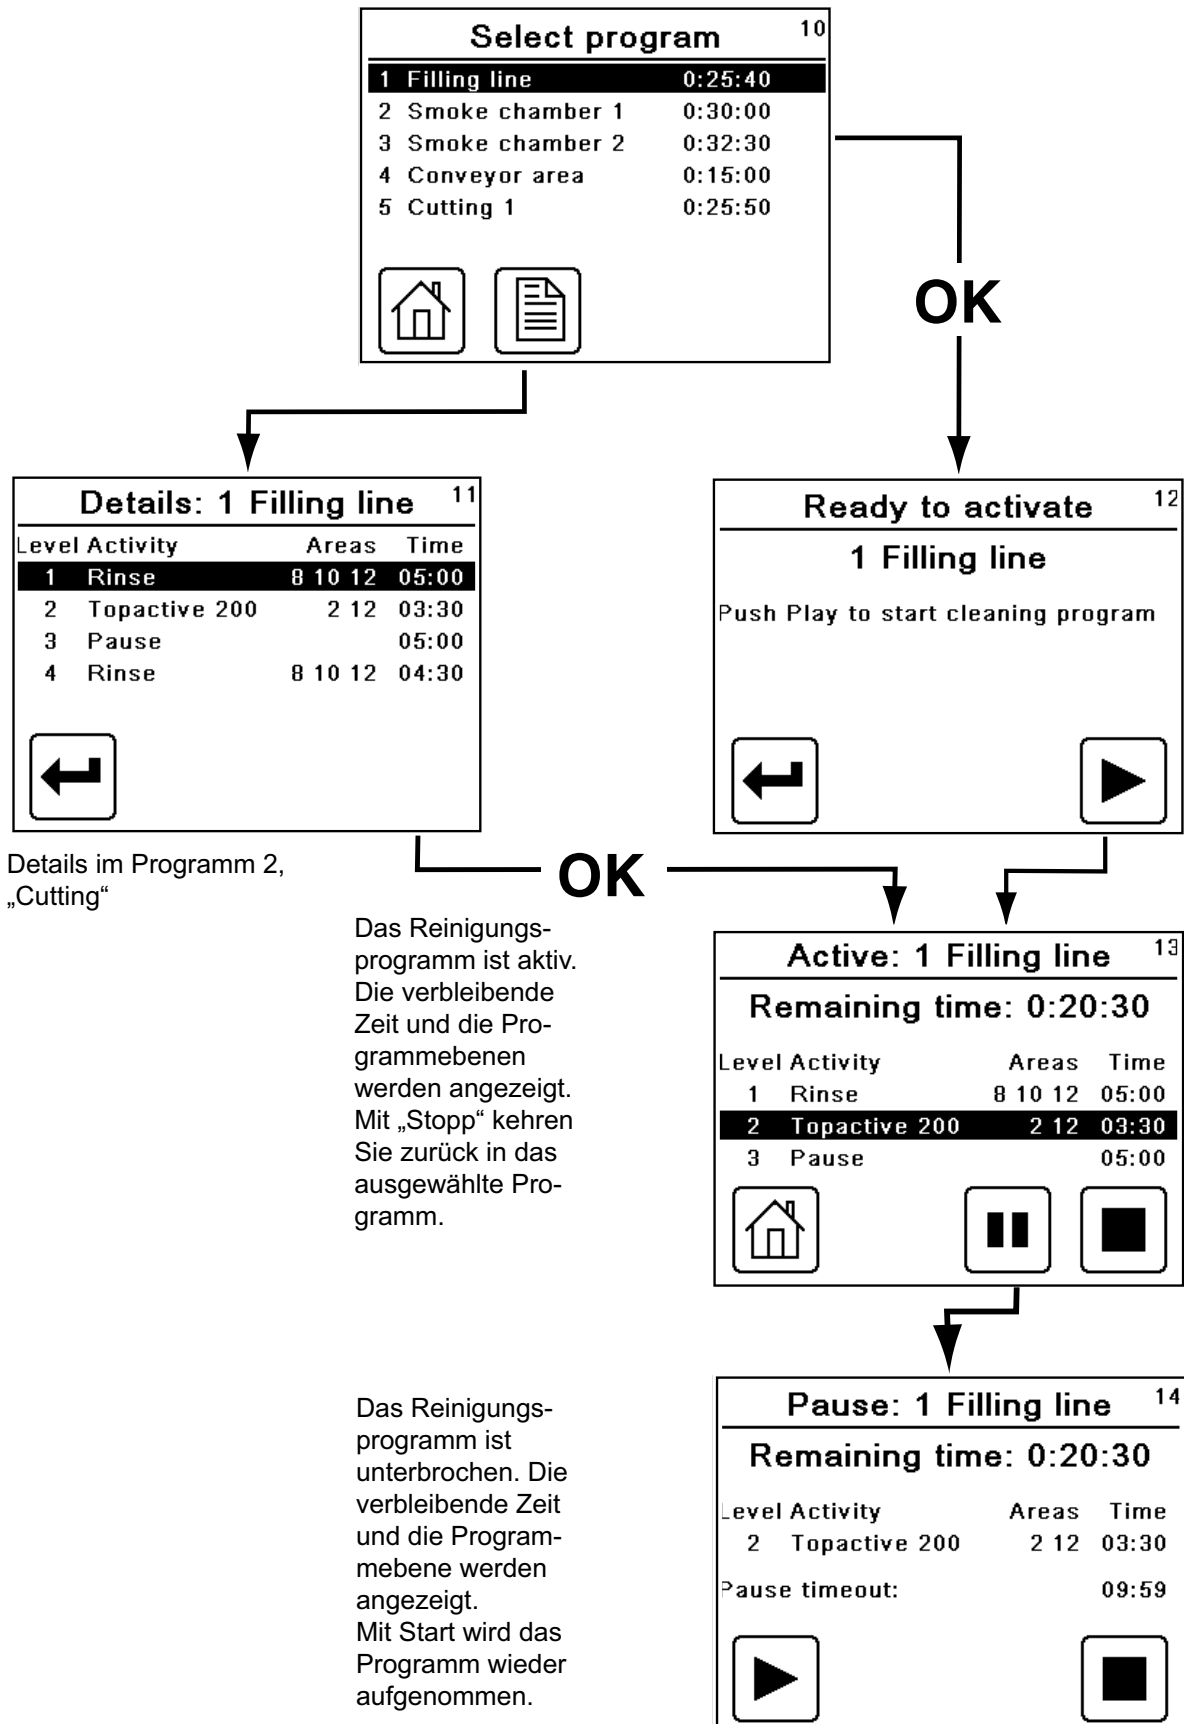 Select program 10
1 Filling line 0:25:40
2 Smoke chamber 1 0:30:00
3 Smoke chamber 2 0:32:30
4 Conveyor area 0:15:00
5 Cutting 1 0:25:50
OK
Details: 1 Filling line 11
Level Activity Areas Time
1 Rinse 8 10 12 05:00
2 Topactive 200 2 12 03:30
3 Pause 05:00
4 Rinse 8 10 12 04:30
Details im Programm 2,
„Cutting“
Ready to activate 12
1 Filling line
Push Play to start cleaning program
OK
Das Reinigungs-
programm ist aktiv.
Die verbleibende
Zeit und die Pro-
grammebenen
werden angezeigt.
Mit „Stopp“ kehren
Sie zurück in das
ausgewählte Pro-
gramm.
Active: 1 Filling line 13
Remaining time: 0:20:30
Level Activity Areas Time
1 Rinse 8 10 12 05:00
2 Topactive 200 2 12 03:30
3 Pause 05:00
Das Reinigungs-
programm ist
unterbrochen. Die
verbleibende Zeit
und die Program-
mebene werden
angezeigt.
Mit Start wird das
Programm wieder
aufgenommen.
Pause: 1 Filling line 14
Remaining time: 0:20:30
Level Activity Areas Time
2 Topactive 200 2 12 03:30
Pause timeout: 09:59